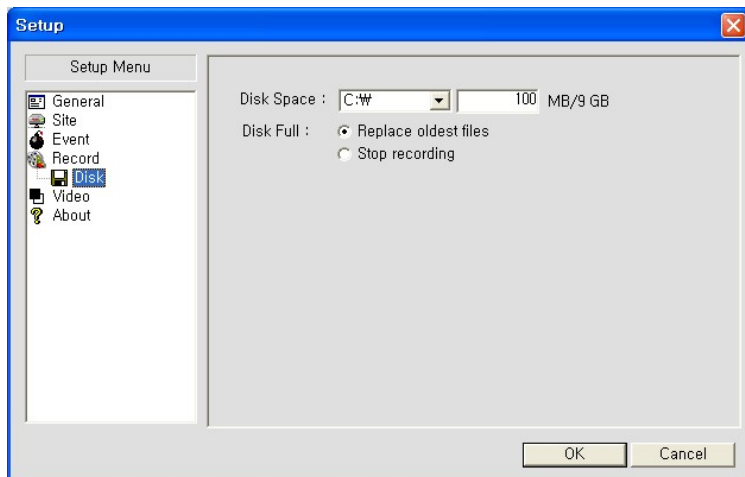 Setup
Setup Menu
General
Site
Event
Record
Disk
Video
About
Disk Space : C:₩ 100 MB/9 GB
Disk Full : Replace oldest files
Stop recording
OK Cancel